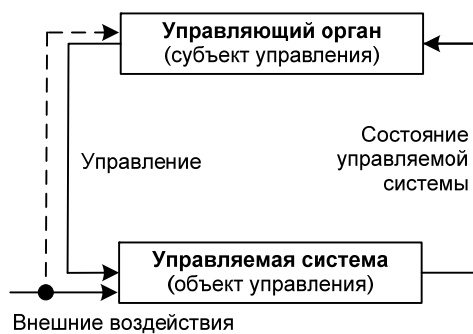 Управляющий орган
(субъект управления)
Управление
Состояние
управляемой
системы
Управляемая система
(объект управления)
Внешние воздействия